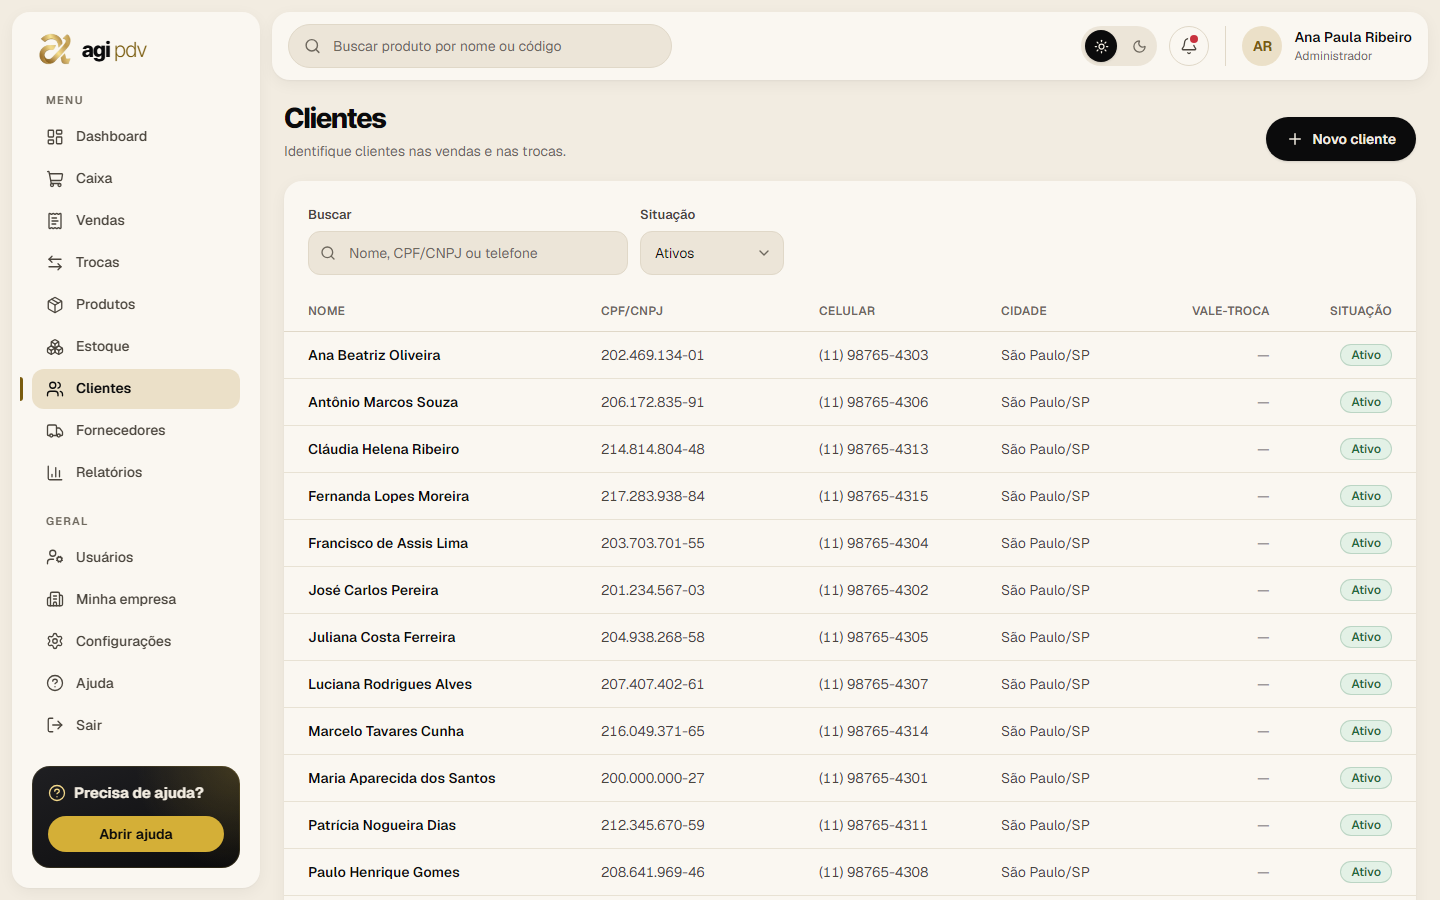 agi pdv
MENU
Dashboard
Caixa
Vendas
Trocas
Produtos
Estoque
Clientes
Fornecedores
Relatórios
GERAL
Usuários
Minha empresa
Configurações
Ajuda
Sair
Precisa de ajuda?
Abrir ajuda
Buscar produto por nome ou código
AR
Ana Paula Ribeiro
Administrador
Clientes
Identifique clientes nas vendas e nas trocas.
Novo cliente
Buscar Situação
Nome, CPF/CNPJ ou telefone Ativos
NOME CPF/CNPJ CELULAR CIDADE VALE-TROCA SITUAÇÃO
Ana Beatriz Oliveira 202.469.134-01 (11) 98765-4303 São Paulo/SP — Ativo
Antônio Marcos Souza 206.172.835-91 (11) 98765-4306 São Paulo/SP — Ativo
Cláudia Helena Ribeiro 214.814.804-48 (11) 98765-4313 São Paulo/SP — Ativo
Fernanda Lopes Moreira 217.283.938-84 (11) 98765-4315 São Paulo/SP — Ativo
Francisco de Assis Lima 203.703.701-55 (11) 98765-4304 São Paulo/SP — Ativo
José Carlos Pereira 201.234.567-03 (11) 98765-4302 São Paulo/SP — Ativo
Juliana Costa Ferreira 204.938.268-58 (11) 98765-4305 São Paulo/SP — Ativo
Luciana Rodrigues Alves 207.407.402-61 (11) 98765-4307 São Paulo/SP — Ativo
Marcelo Tavares Cunha 216.049.371-65 (11) 98765-4314 São Paulo/SP — Ativo
Maria Aparecida dos Santos 200.000.000-27 (11) 98765-4301 São Paulo/SP — Ativo
Patrícia Nogueira Dias 212.345.670-59 (11) 98765-4311 São Paulo/SP — Ativo
Paulo Henrique Gomes 208.641.969-46 (11) 98765-4308 São Paulo/SP — Ativo